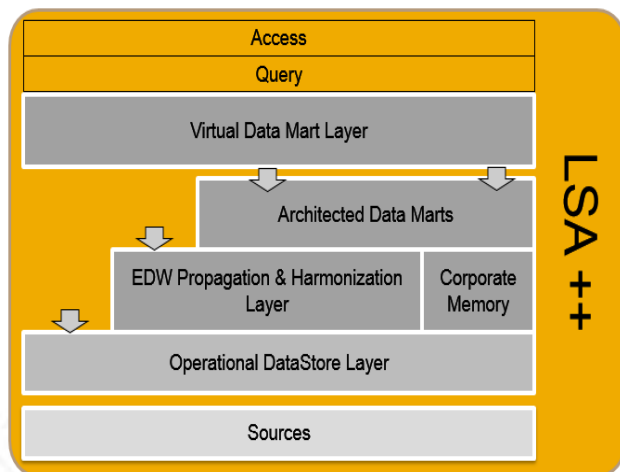 Access
Query
Virtual Data Mart Layer
Architected Data Marts
EDW Propagation & Harmonization
Layer
Corporate
Memory
Operational DataStore Layer
Sources
LSA ++